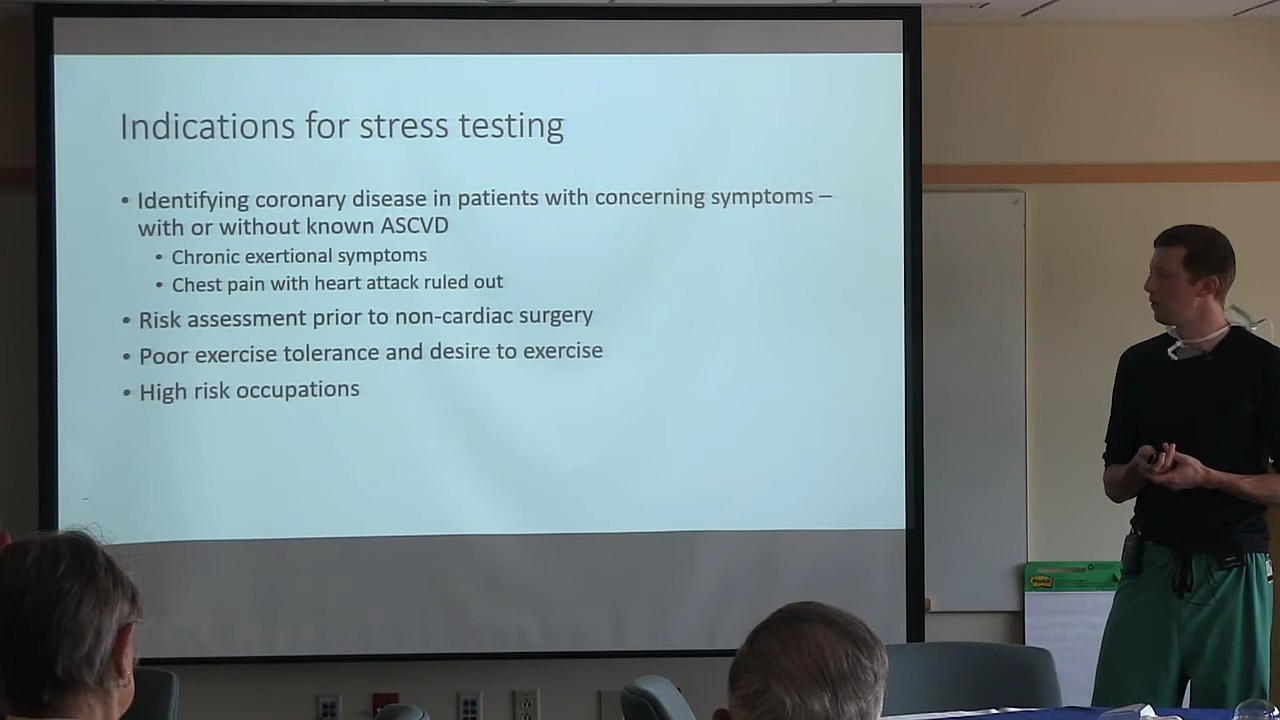 Indications for stress testing
• Identifying coronary disease in patients with concerning symptoms –
with or without known ASCVD
• Chronic exertional symptoms
• Chest pain with heart attack ruled out
• Risk assessment prior to non-cardiac surgery
• Poor exercise tolerance and desire to exercise
• High risk occupations
Post-it